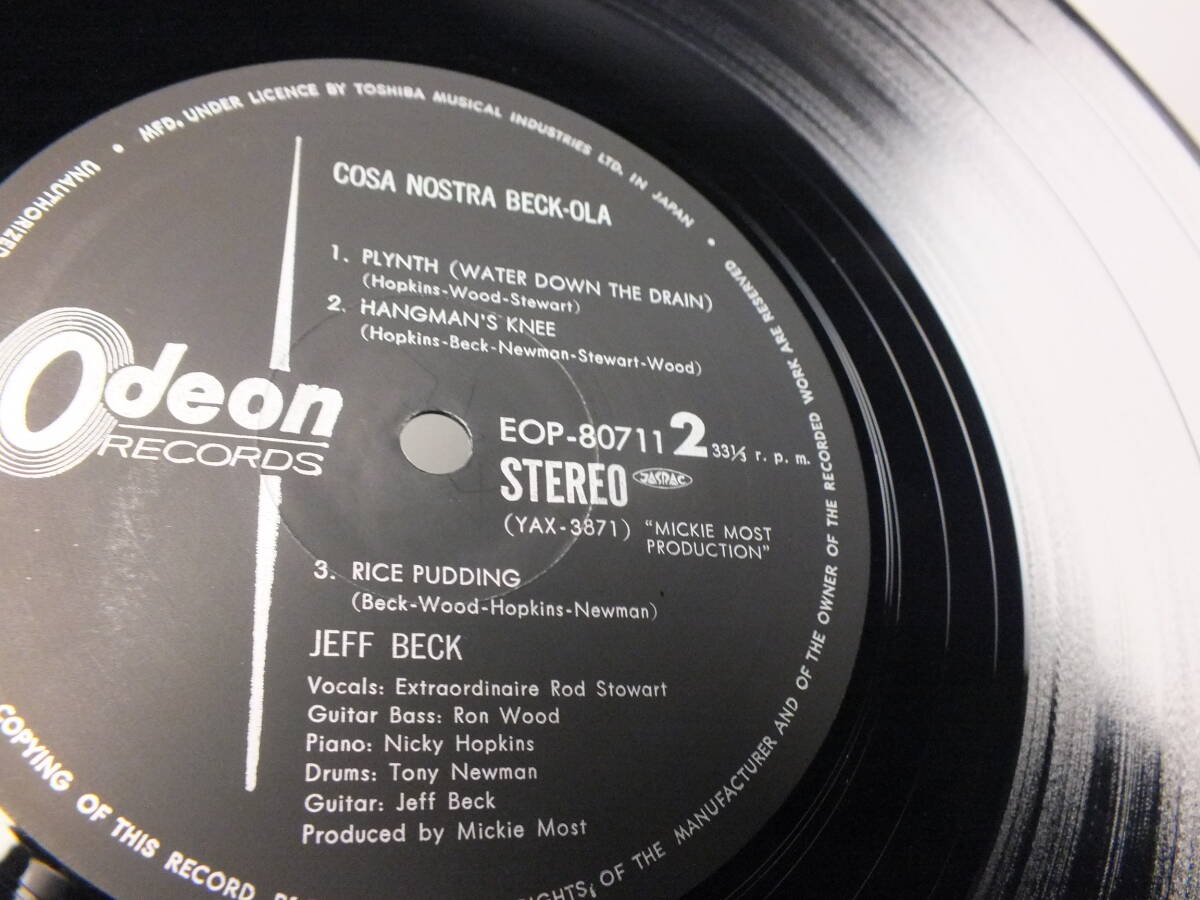 MFD. UNDER LICENCE BY TOSHIBA MUSICAL INDUSTRIES LTD. IN JAPAN •
COSA NOSTRA BECK-OLA
1. PLYNTH (WATER DOWN THE DRAIN)
(Hopkins-Wood-Stewart)
2. HANGMAN'S KNEE
(Hopkins-Beck-Newman-Stewart-Wood)
Odeon
RECORDS
EOP-80711 2 33⅓ r. p. m.
STEREO JASRAC
(YAX-3871) "MICKIE MOST
PRODUCTION"
3. RICE PUDDING
(Beck-Wood-Hopkins-Newman)
JEFF BECK
Vocals: Extraordinaire Rod Stowart
Guitar Bass: Ron Wood
Piano: Nicky Hopkins
Drums: Tony Newman
Guitar: Jeff Beck
Produced by Mickie Most
UNAUTHORIZED •
COPYING OF THIS RECORD
OF THE MANUFACTURER AND OF THE OWNER OF THE RECORDED WORK ARE RESERVED